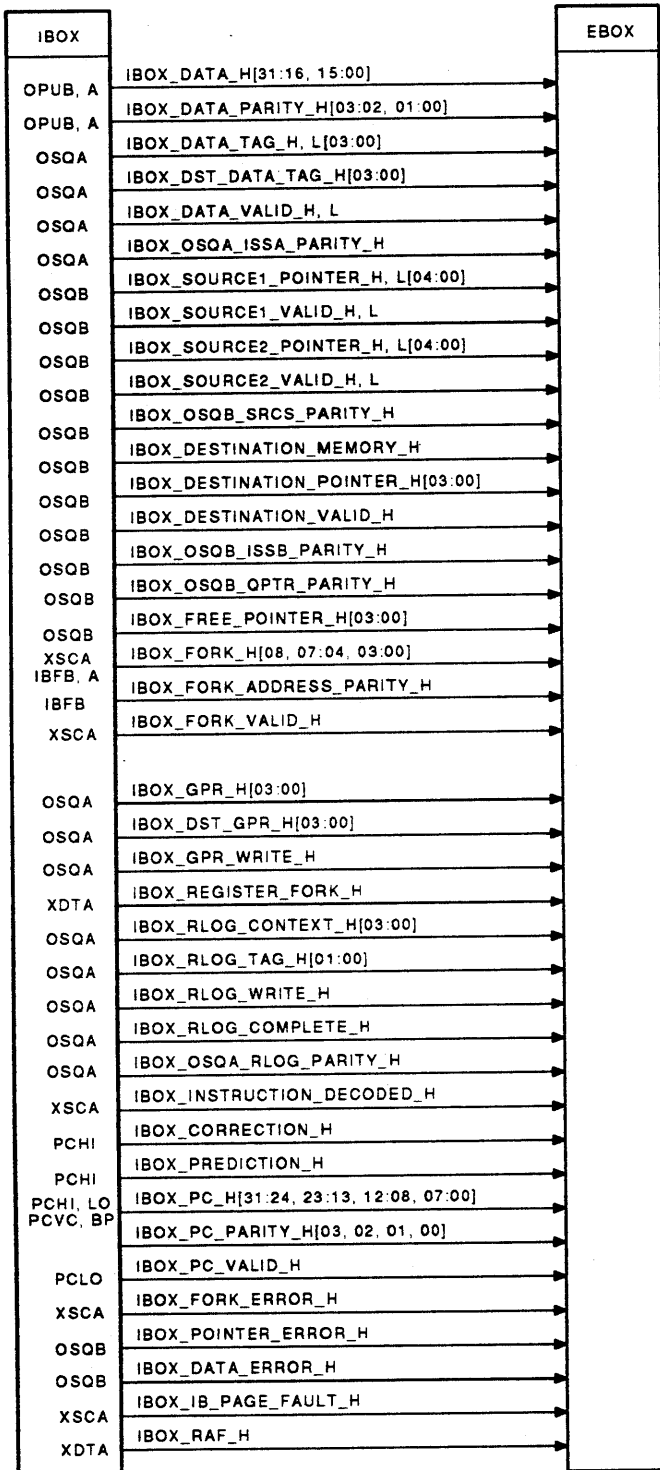 IBOX
EBOX
IBOX_DATA_H[31:16, 15:00]
OPUB, A
IBOX_DATA_PARITY_H[03:02, 01:00]
OPUB, A
IBOX_DATA_TAG_H, L[03:00]
OSQA
IBOX_DST_DATA_TAG_H[03:00]
OSQA
IBOX_DATA_VALID_H, L
OSQA
IBOX_OSQA_ISSA_PARITY_H
OSQA
IBOX_SOURCE1_POINTER_H, L[04:00]
OSQB
IBOX_SOURCE1_VALID_H, L
OSQB
IBOX_SOURCE2_POINTER_H, L[04:00]
OSQB
IBOX_SOURCE2_VALID_H, L
OSQB
IBOX_OSQB_SRCS_PARITY_H
OSQB
IBOX_DESTINATION_MEMORY_H
OSQB
IBOX_DESTINATION_POINTER_H[03:00]
OSQB
IBOX_DESTINATION_VALID_H
OSQB
IBOX_OSQB_ISSB_PARITY_H
OSQB
IBOX_OSQB_QPTR_PARITY_H
OSQB
IBOX_FREE_POINTER_H[03:00]
OSQB
IBOX_FORK_H[08, 07:04, 03:00]
XSCA
IBFB, A
IBOX_FORK_ADDRESS_PARITY_H
IBFB
IBOX_FORK_VALID_H
XSCA
IBOX_GPR_H[03:00]
OSQA
IBOX_DST_GPR_H[03:00]
OSQA
IBOX_GPR_WRITE_H
OSQA
IBOX_REGISTER_FORK_H
XDTA
IBOX_RLOG_CONTEXT_H[03:00]
OSQA
IBOX_RLOG_TAG_H[01:00]
OSQA
IBOX_RLOG_WRITE_H
OSQA
IBOX_RLOG_COMPLETE_H
OSQA
IBOX_OSQA_RLOG_PARITY_H
OSQA
IBOX_INSTRUCTION_DECODED_H
XSCA
IBOX_CORRECTION_H
PCHI
IBOX_PREDICTION_H
PCHI
IBOX_PC_H[31:24, 23:13, 12:08, 07:00]
PCHI, LO
PCVC, BP
IBOX_PC_PARITY_H[03, 02, 01, 00]
IBOX_PC_VALID_H
PCLO
IBOX_FORK_ERROR_H
XSCA
IBOX_POINTER_ERROR_H
OSQB
IBOX_DATA_ERROR_H
OSQB
IBOX_IB_PAGE_FAULT_H
XSCA
IBOX_RAF_H
XDTA